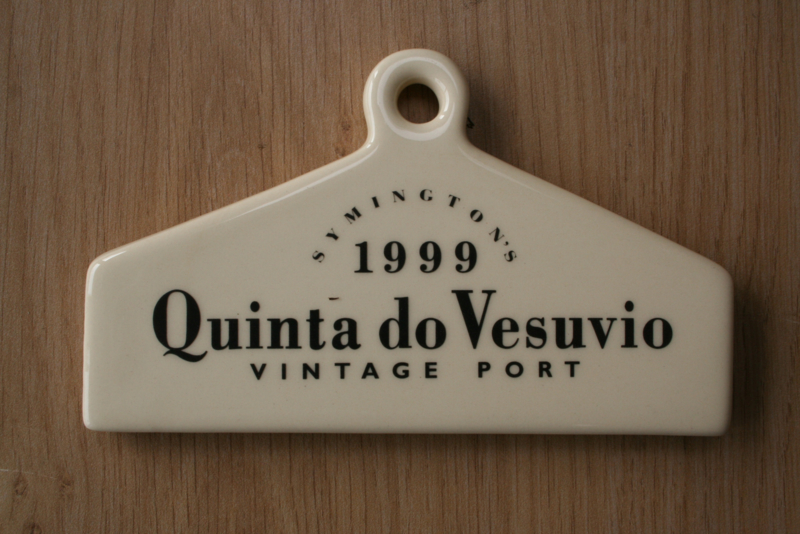 SYMINGTON'S
1999
Quinta do Vesuvio
VINTAGE PORT